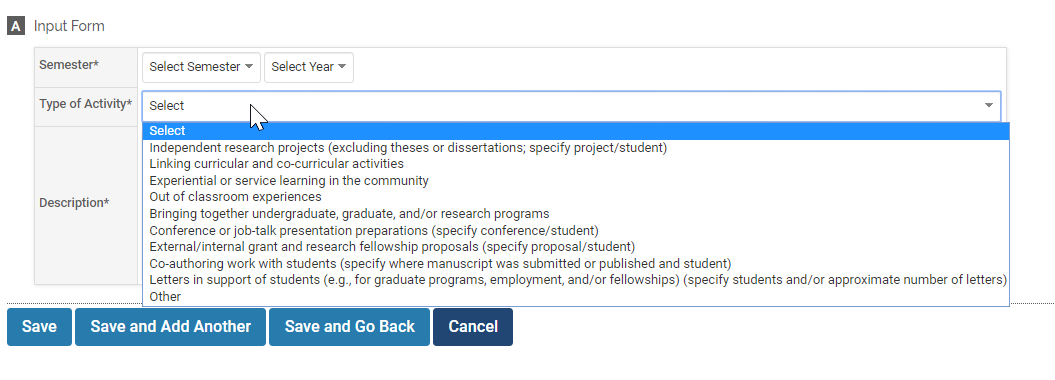 A Input Form
Semester* Select Semester Select Year
Type of Activity* Select
Select
Independent research projects (excluding theses or dissertations; specify project/student)
Linking curricular and co-curricular activities
Experiential or service learning in the community
Out of classroom experiences
Description*
Bringing together undergraduate, graduate, and/or research programs
Conference or job-talk presentation preparations (specify conference/student)
External/internal grant and research fellowship proposals (specify proposal/student)
Co-authoring work with students (specify where manuscript was submitted or published and student)
Letters in support of students (e.g., for graduate programs, employment, and/or fellowships) (specify students and/or approximate number of letters)
Other
Save Save and Add Another Save and Go Back Cancel